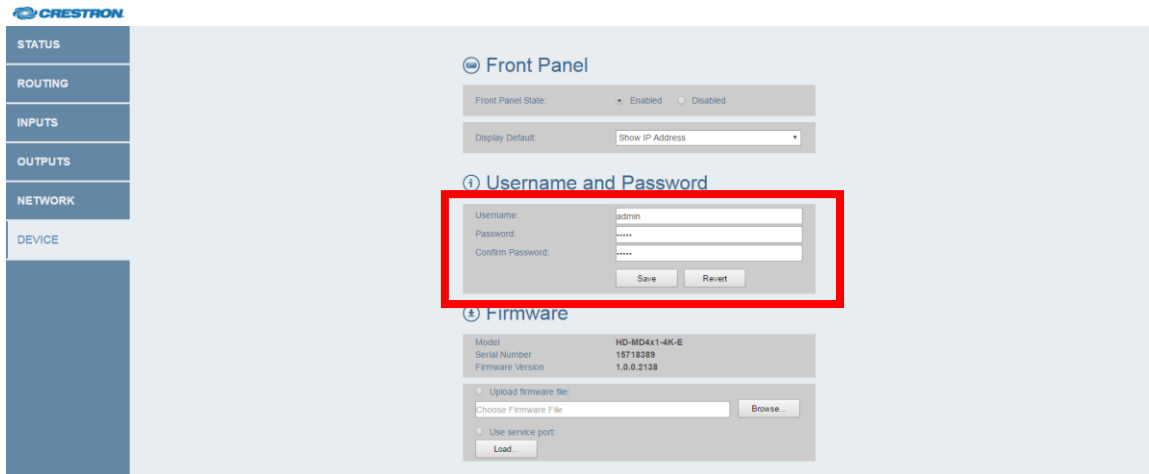 CRESTRON
STATUS
ROUTING
INPUTS
OUTPUTS
NETWORK
DEVICE
Front Panel
Front Panel State: Enabled Disabled
Display Default: Show IP Address
Username and Password
Username: admin
Password: •••••
Confirm Password: •••••
Save Revert
Firmware
Model HD-MD4x1-4K-E
Serial Number 15718389
Firmware Version 1.0.0.2138
Upload firmware file:
Choose Firmware File Browse...
Use service port:
Load...